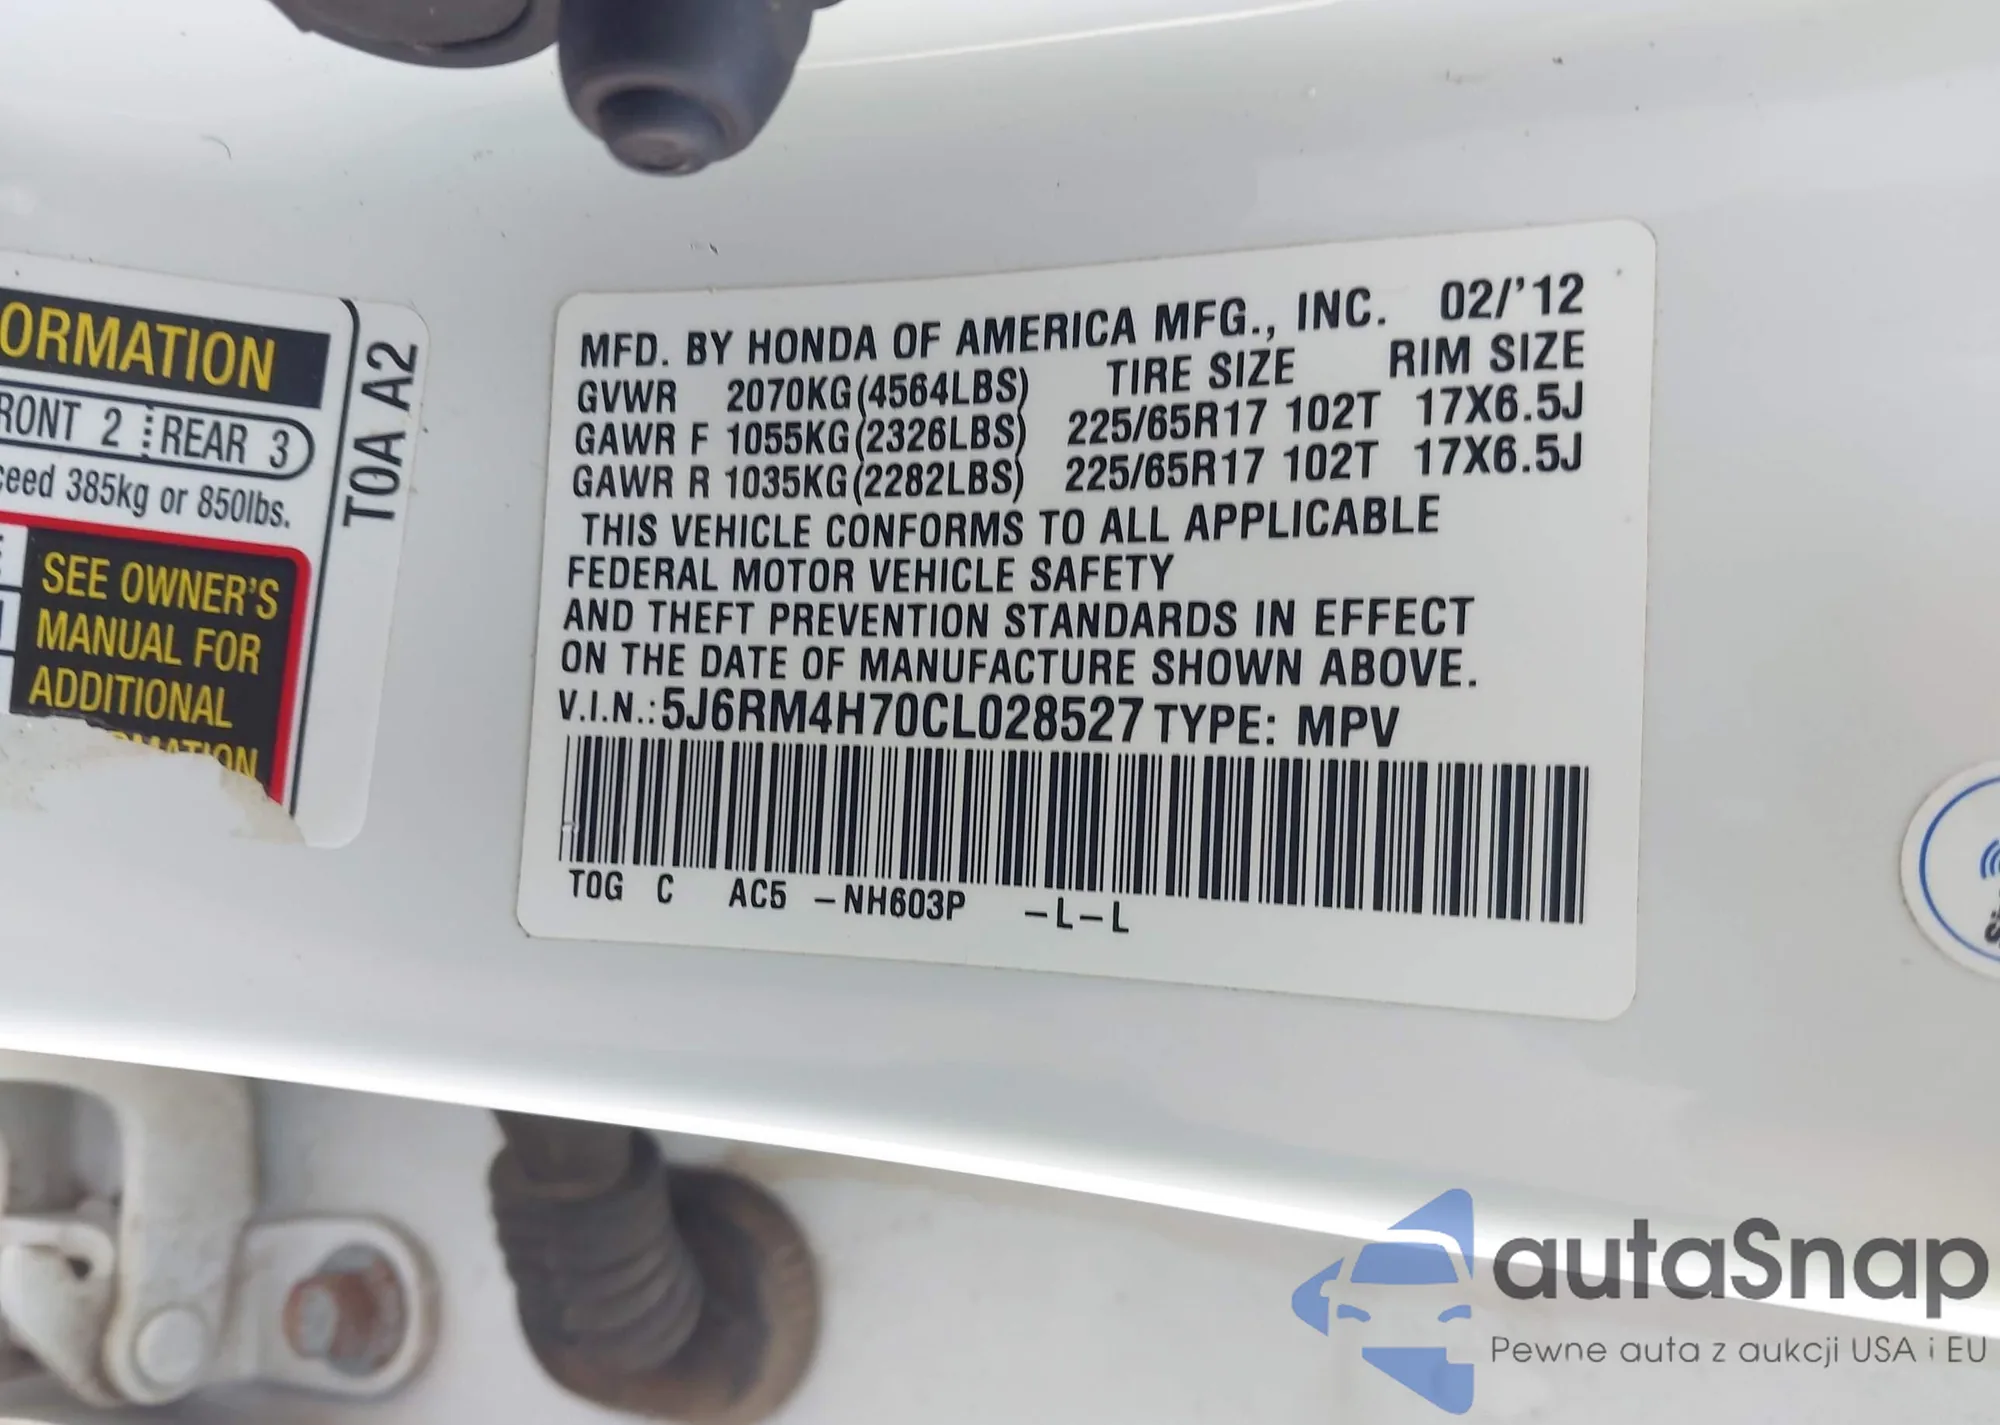 ORMATION
RONT 2 REAR 3
ceed 385kg or 850lbs.
SEE OWNER'S
MANUAL FOR
ADDITIONAL
T0A A2
MFD. BY HONDA OF AMERICA MFG., INC. 02/'12
GVWR 2070KG(4564LBS) TIRE SIZE RIM SIZE
GAWR F 1055KG(2326LBS) 225/65R17 102T 17X6.5J
GAWR R 1035KG(2282LBS) 225/65R17 102T 17X6.5J
THIS VEHICLE CONFORMS TO ALL APPLICABLE
FEDERAL MOTOR VEHICLE SAFETY
AND THEFT PREVENTION STANDARDS IN EFFECT
ON THE DATE OF MANUFACTURE SHOWN ABOVE.
V.I.N.: 5J6RM4H70CL028527 TYPE: MPV
T0G C AC5 -NH603P -L-L
autaSnap
Pewne auta z aukcji USA i EU